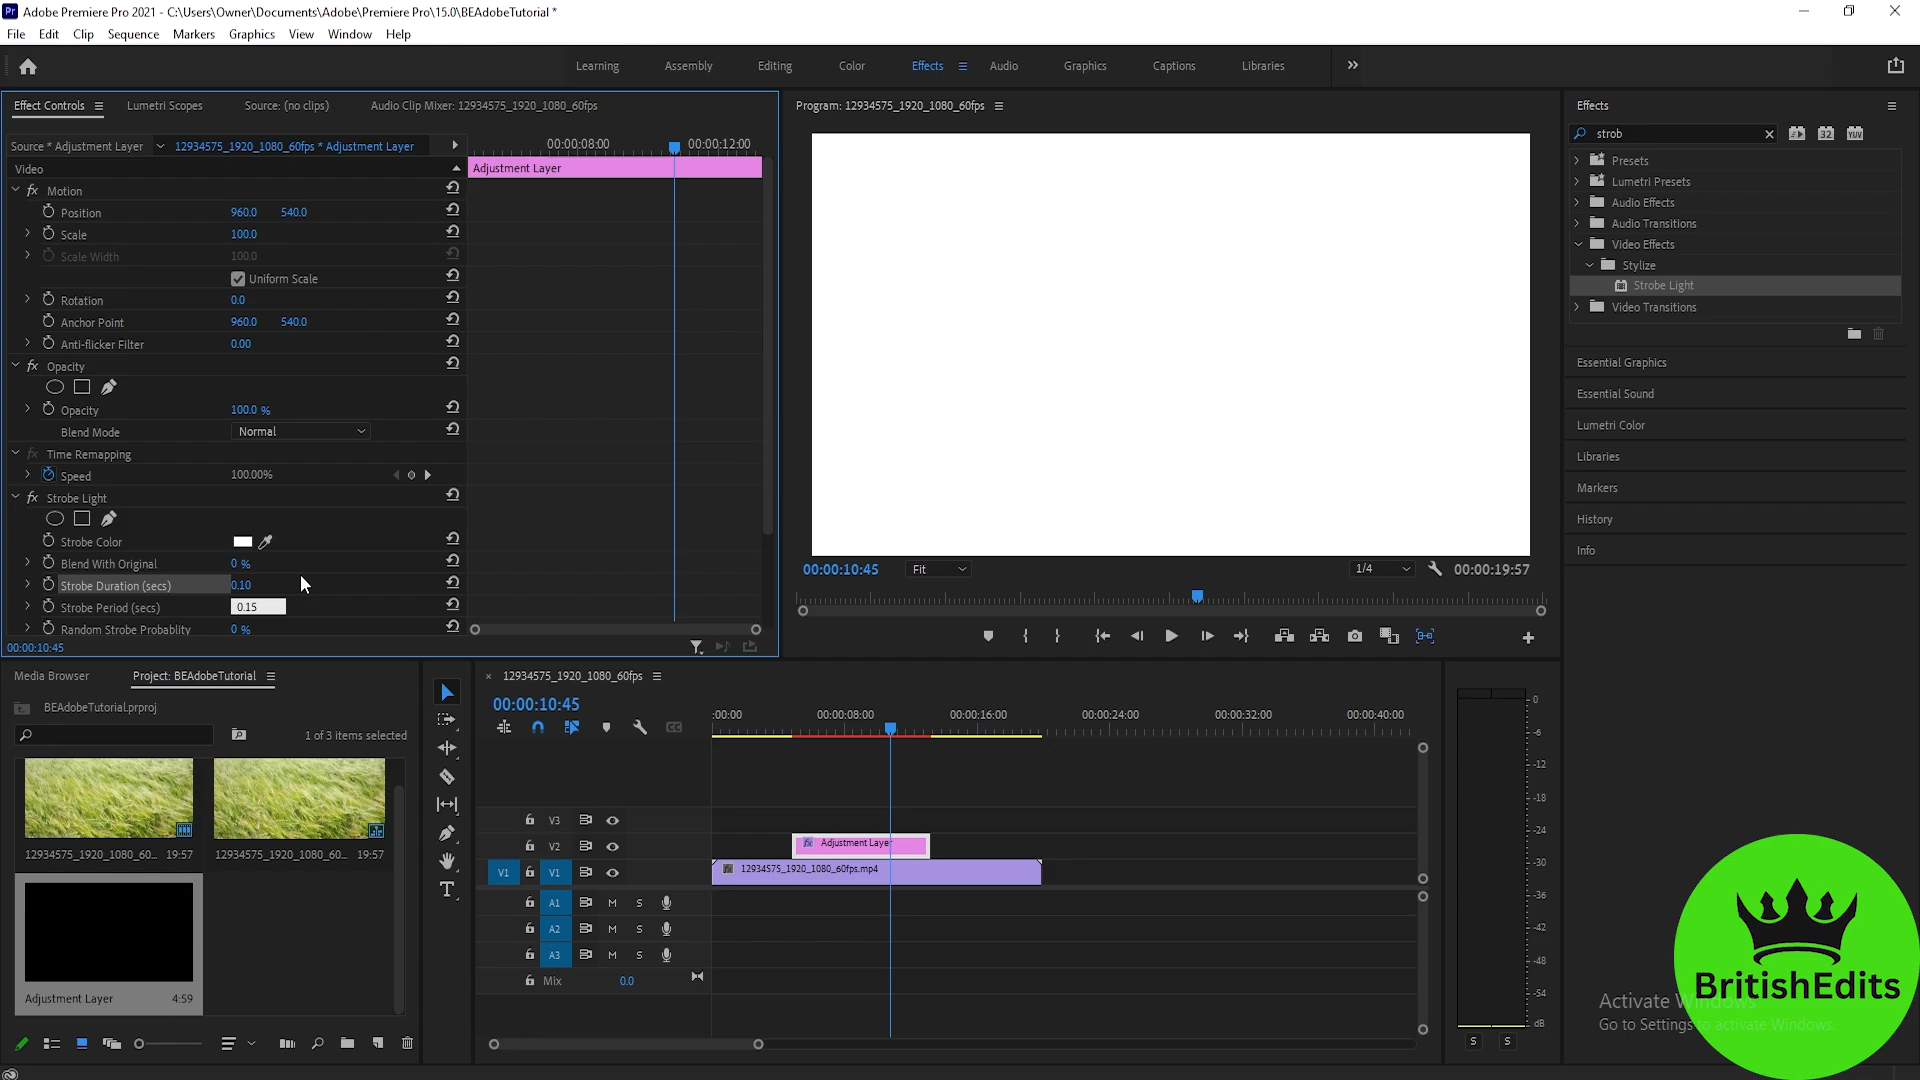 Pr Adobe Premiere Pro 2021 - C:\Users\Owner\Documents\Adobe\Premiere Pro\15.0\BEAdobeTutorial *
File Edit Clip Sequence Markers Graphics View Window Help
Learning Assembly Editing Color Effects Audio Graphics Captions Libraries
Effect Controls Lumetri Scopes Source: (no clips) Audio Clip Mixer: 12934575_1920_1080_60fps
Source * Adjustment Layer 12934575_1920_1080_60fps * Adjustment Layer 00:00:08:00 00:00:12:00
Video Adjustment Layer
fx Motion
Position 960.0 540.0
Scale 100.0
Scale Width 100.0
Uniform Scale
Rotation 0.0
Anchor Point 960.0 540.0
Anti-flicker Filter 0.00
fx Opacity
Opacity 100.0 %
Blend Mode Normal
fx Time Remapping
Speed 100.00%
fx Strobe Light
Strobe Color
Blend With Original 0 %
Strobe Duration (secs) 0.10
Strobe Period (secs) 0.15
Random Strobe Probablity 0 %
00:00:10:45
Program: 12934575_1920_1080_60fps
00:00:10:45 Fit 1/4 00:00:19:57
Effects
strob
32 YUV
Presets
Lumetri Presets
Audio Effects
Audio Transitions
Video Effects
Stylize
Strobe Light
Video Transitions
Essential Graphics
Essential Sound
Lumetri Color
Libraries
Markers
History
Info
Media Browser Project: BEAdobeTutorial
BEAdobeTutorial.prproj
1 of 3 items selected
12934575_1920_1080_60... 19:57 12934575_1920_1080_60... 19:57
Adjustment Layer 4:59
T
× 12934575_1920_1080_60fps
00:00:10:45
CC
:00:00 00:00:08:00 00:00:16:00 00:00:24:00 00:00:32:00 00:00:40:00
V3
V2 fx Adjustment Laye
V1 V1 fx 12934575_1920_1080_60fps.mp4
A1 M S
A2 M S
A3 M S
Mix 0.0
0
-6
-12
-18
-24
-30
-36
-42
-48
-54
dB
S S
BritishEdits
Activate W
Go to Settings to activate Windows.